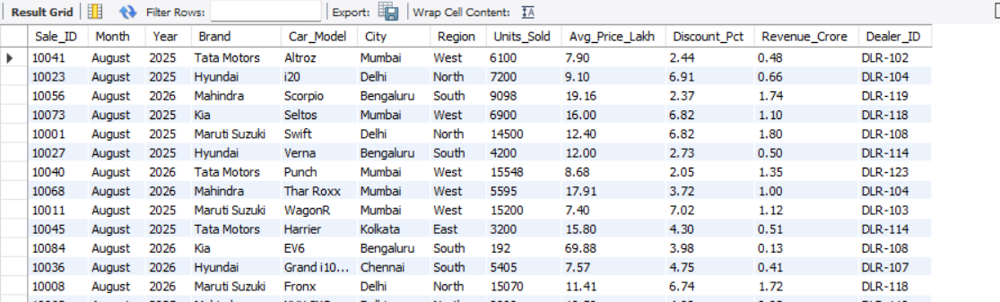 Result Grid Filter Rows: Export: Wrap Cell Content: IA
Sale_ID Month Year Brand Car_Model City Region Units_Sold Avg_Price_Lakh Discount_Pct Revenue_Crore Dealer_ID
10041 August 2025 Tata Motors Altroz Mumbai West 6100 7.90 2.44 0.48 DLR-102
10023 August 2025 Hyundai i20 Delhi North 7200 9.10 6.91 0.66 DLR-104
10056 August 2026 Mahindra Scorpio Bengaluru South 9098 19.16 2.37 1.74 DLR-119
10073 August 2025 Kia Seltos Mumbai West 6900 16.00 6.82 1.10 DLR-118
10001 August 2025 Maruti Suzuki Swift Delhi North 14500 12.40 6.82 1.80 DLR-108
10027 August 2025 Hyundai Verna Bengaluru South 4200 12.00 2.73 0.50 DLR-114
10040 August 2026 Tata Motors Punch Mumbai West 15548 8.68 2.05 1.35 DLR-123
10068 August 2026 Mahindra Thar Roxx Mumbai West 5595 17.91 3.72 1.00 DLR-104
10011 August 2025 Maruti Suzuki WagonR Mumbai West 15200 7.40 7.02 1.12 DLR-103
10045 August 2025 Tata Motors Harrier Kolkata East 3200 15.80 4.30 0.51 DLR-114
10084 August 2026 Kia EV6 Bengaluru South 192 69.88 3.98 0.13 DLR-108
10036 August 2026 Hyundai Grand i10... Chennai South 5405 7.57 4.75 0.41 DLR-107
10008 August 2026 Maruti Suzuki Fronx Delhi North 15070 11.41 6.74 1.72 DLR-118